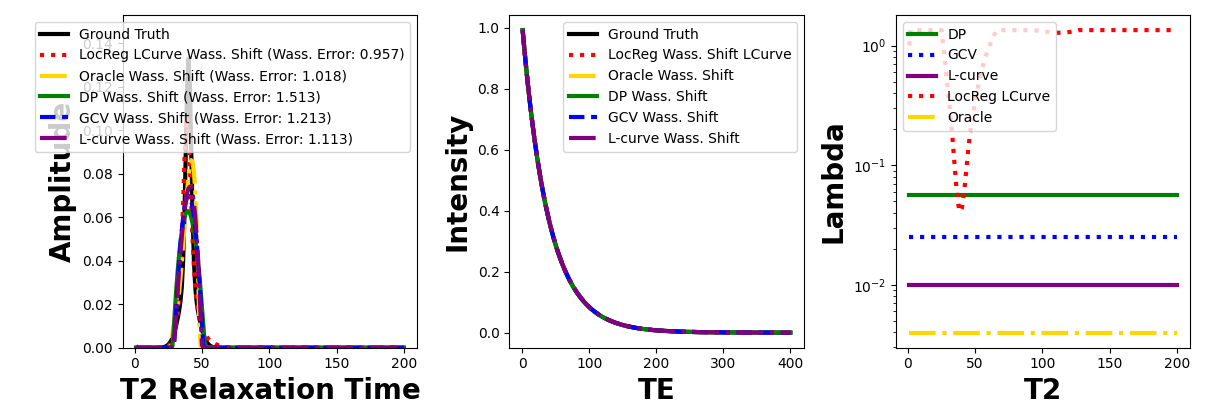 Ground Truth
LocReg LCurve Wass. Shift (Wass. Error: 0.957)
Oracle Wass. Shift (Wass. Error: 1.018)
DP Wass. Shift (Wass. Error: 1.513)
GCV Wass. Shift (Wass. Error: 1.213)
L-curve Wass. Shift (Wass. Error: 1.113)
Amplitude
0.14
0.12
0.10
0.08
0.06
0.04
0.02
0.00
0 50 100 150 200
T2 Relaxation Time
Ground Truth
LocReg Wass. Shift LCurve
Oracle Wass. Shift
DP Wass. Shift
GCV Wass. Shift
L-curve Wass. Shift
Intensity
1.0
0.8
0.6
0.4
0.2
0.0
0 100 200 300 400
TE
DP
GCV
L-curve
LocReg LCurve
Oracle
Lambda
10⁰
10⁻¹
10⁻²
0 50 100 150 200
T2